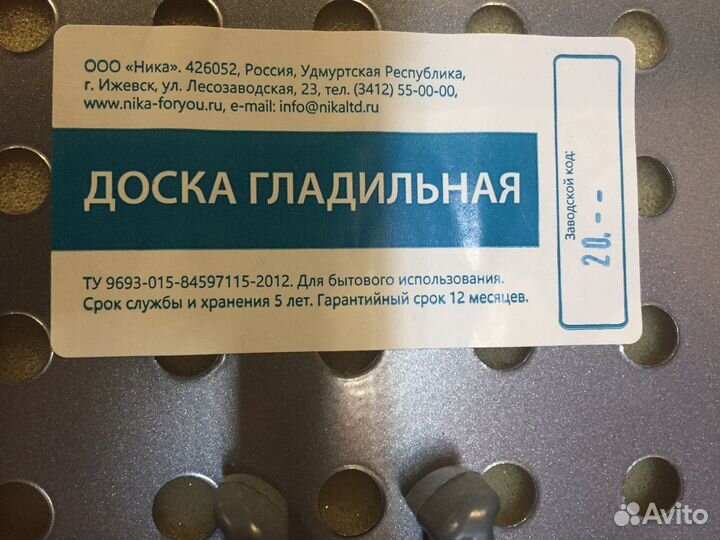 ООО «Ника». 426052, Россия, Удмуртская Республика,
г. Ижевск, ул. Лесозаводская, 23, тел. (3412) 55-00-00,
www.nika-foryou.ru, e-mail: info@nikaltd.ru
ДОСКА ГЛАДИЛЬНАЯ
ТУ 9693-015-84597115-2012. Для бытового использования.
Срок службы и хранения 5 лет. Гарантийный срок 12 месяцев.
Заводской код:
20.--
Avito